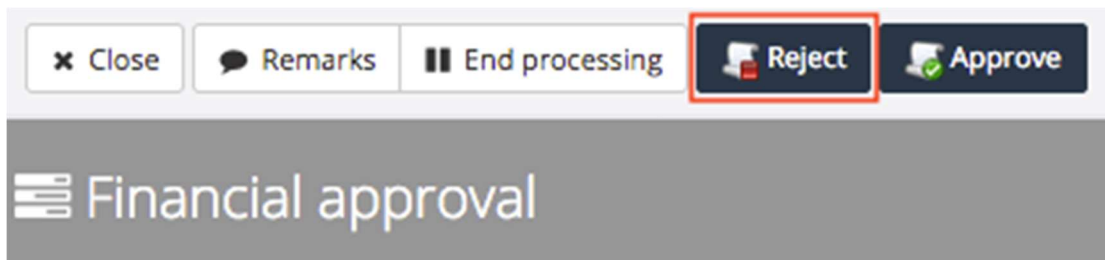 Close Remarks End processing Reject Approve
Financial approval